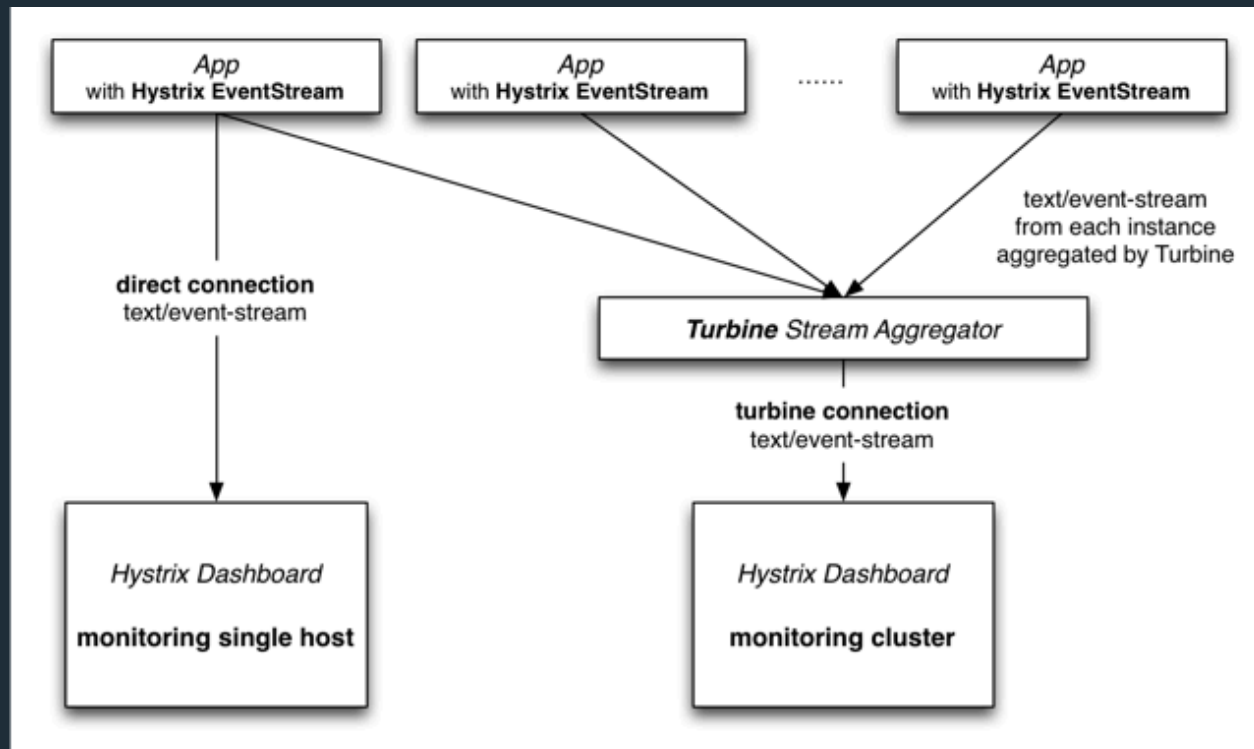 App
with Hystrix EventStream
App
with Hystrix EventStream
......
App
with Hystrix EventStream
text/event-stream
from each instance
aggregated by Turbine
direct connection
text/event-stream
Turbine Stream Aggregator
turbine connection
text/event-stream
Hystrix Dashboard
monitoring single host
Hystrix Dashboard
monitoring cluster